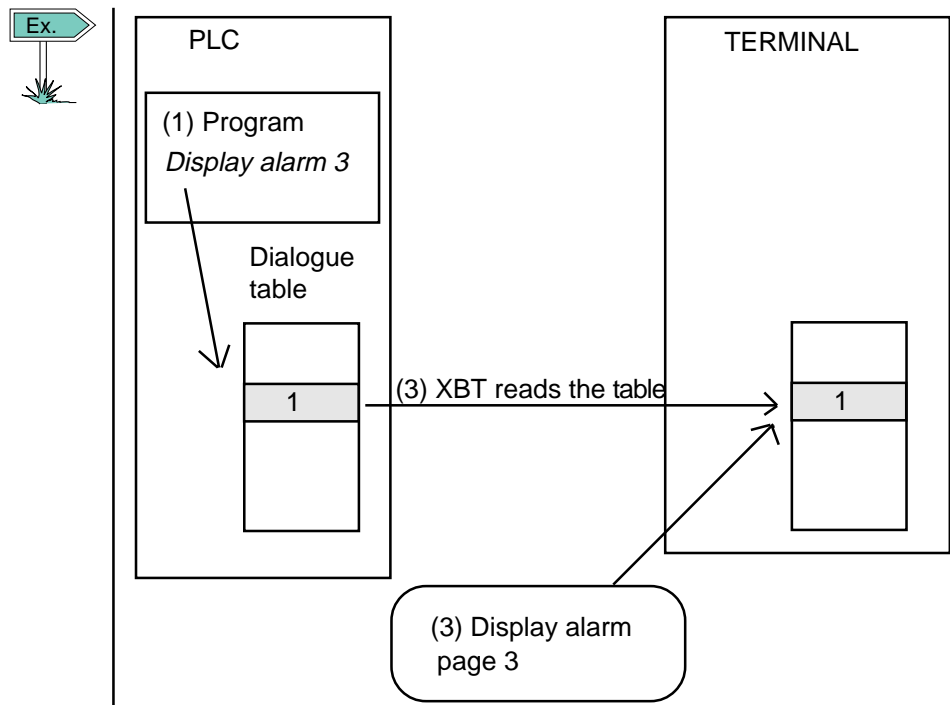 Ex.
PLC
TERMINAL
(1) Program
Display alarm 3
Dialogue
table
1
(3) XBT reads the table
1
(3) Display alarm
page 3